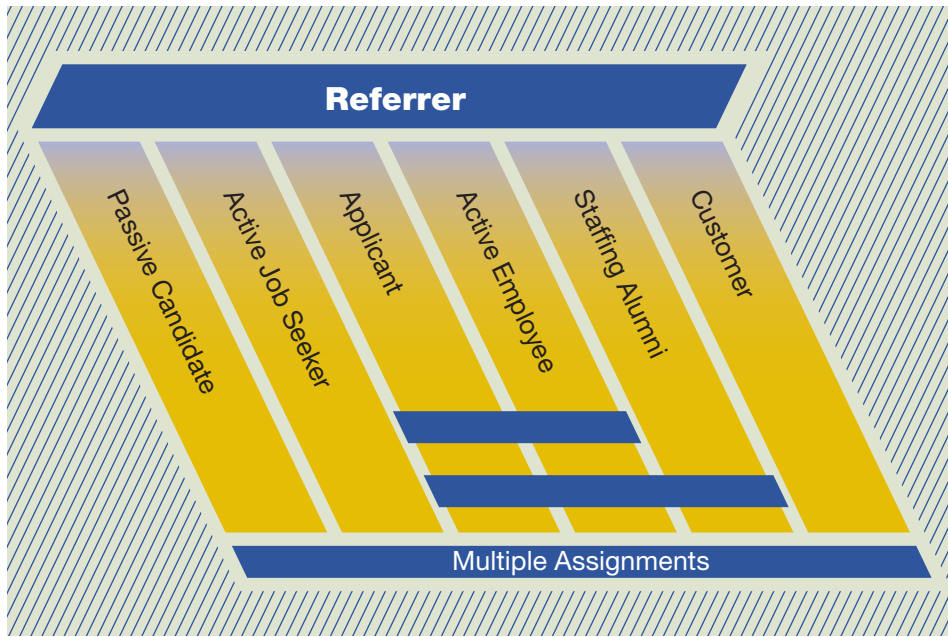 Referrer
Passive Candidate
Active Job Seeker
Applicant
Active Employee
Staffing Alumni
Customer
Multiple Assignments